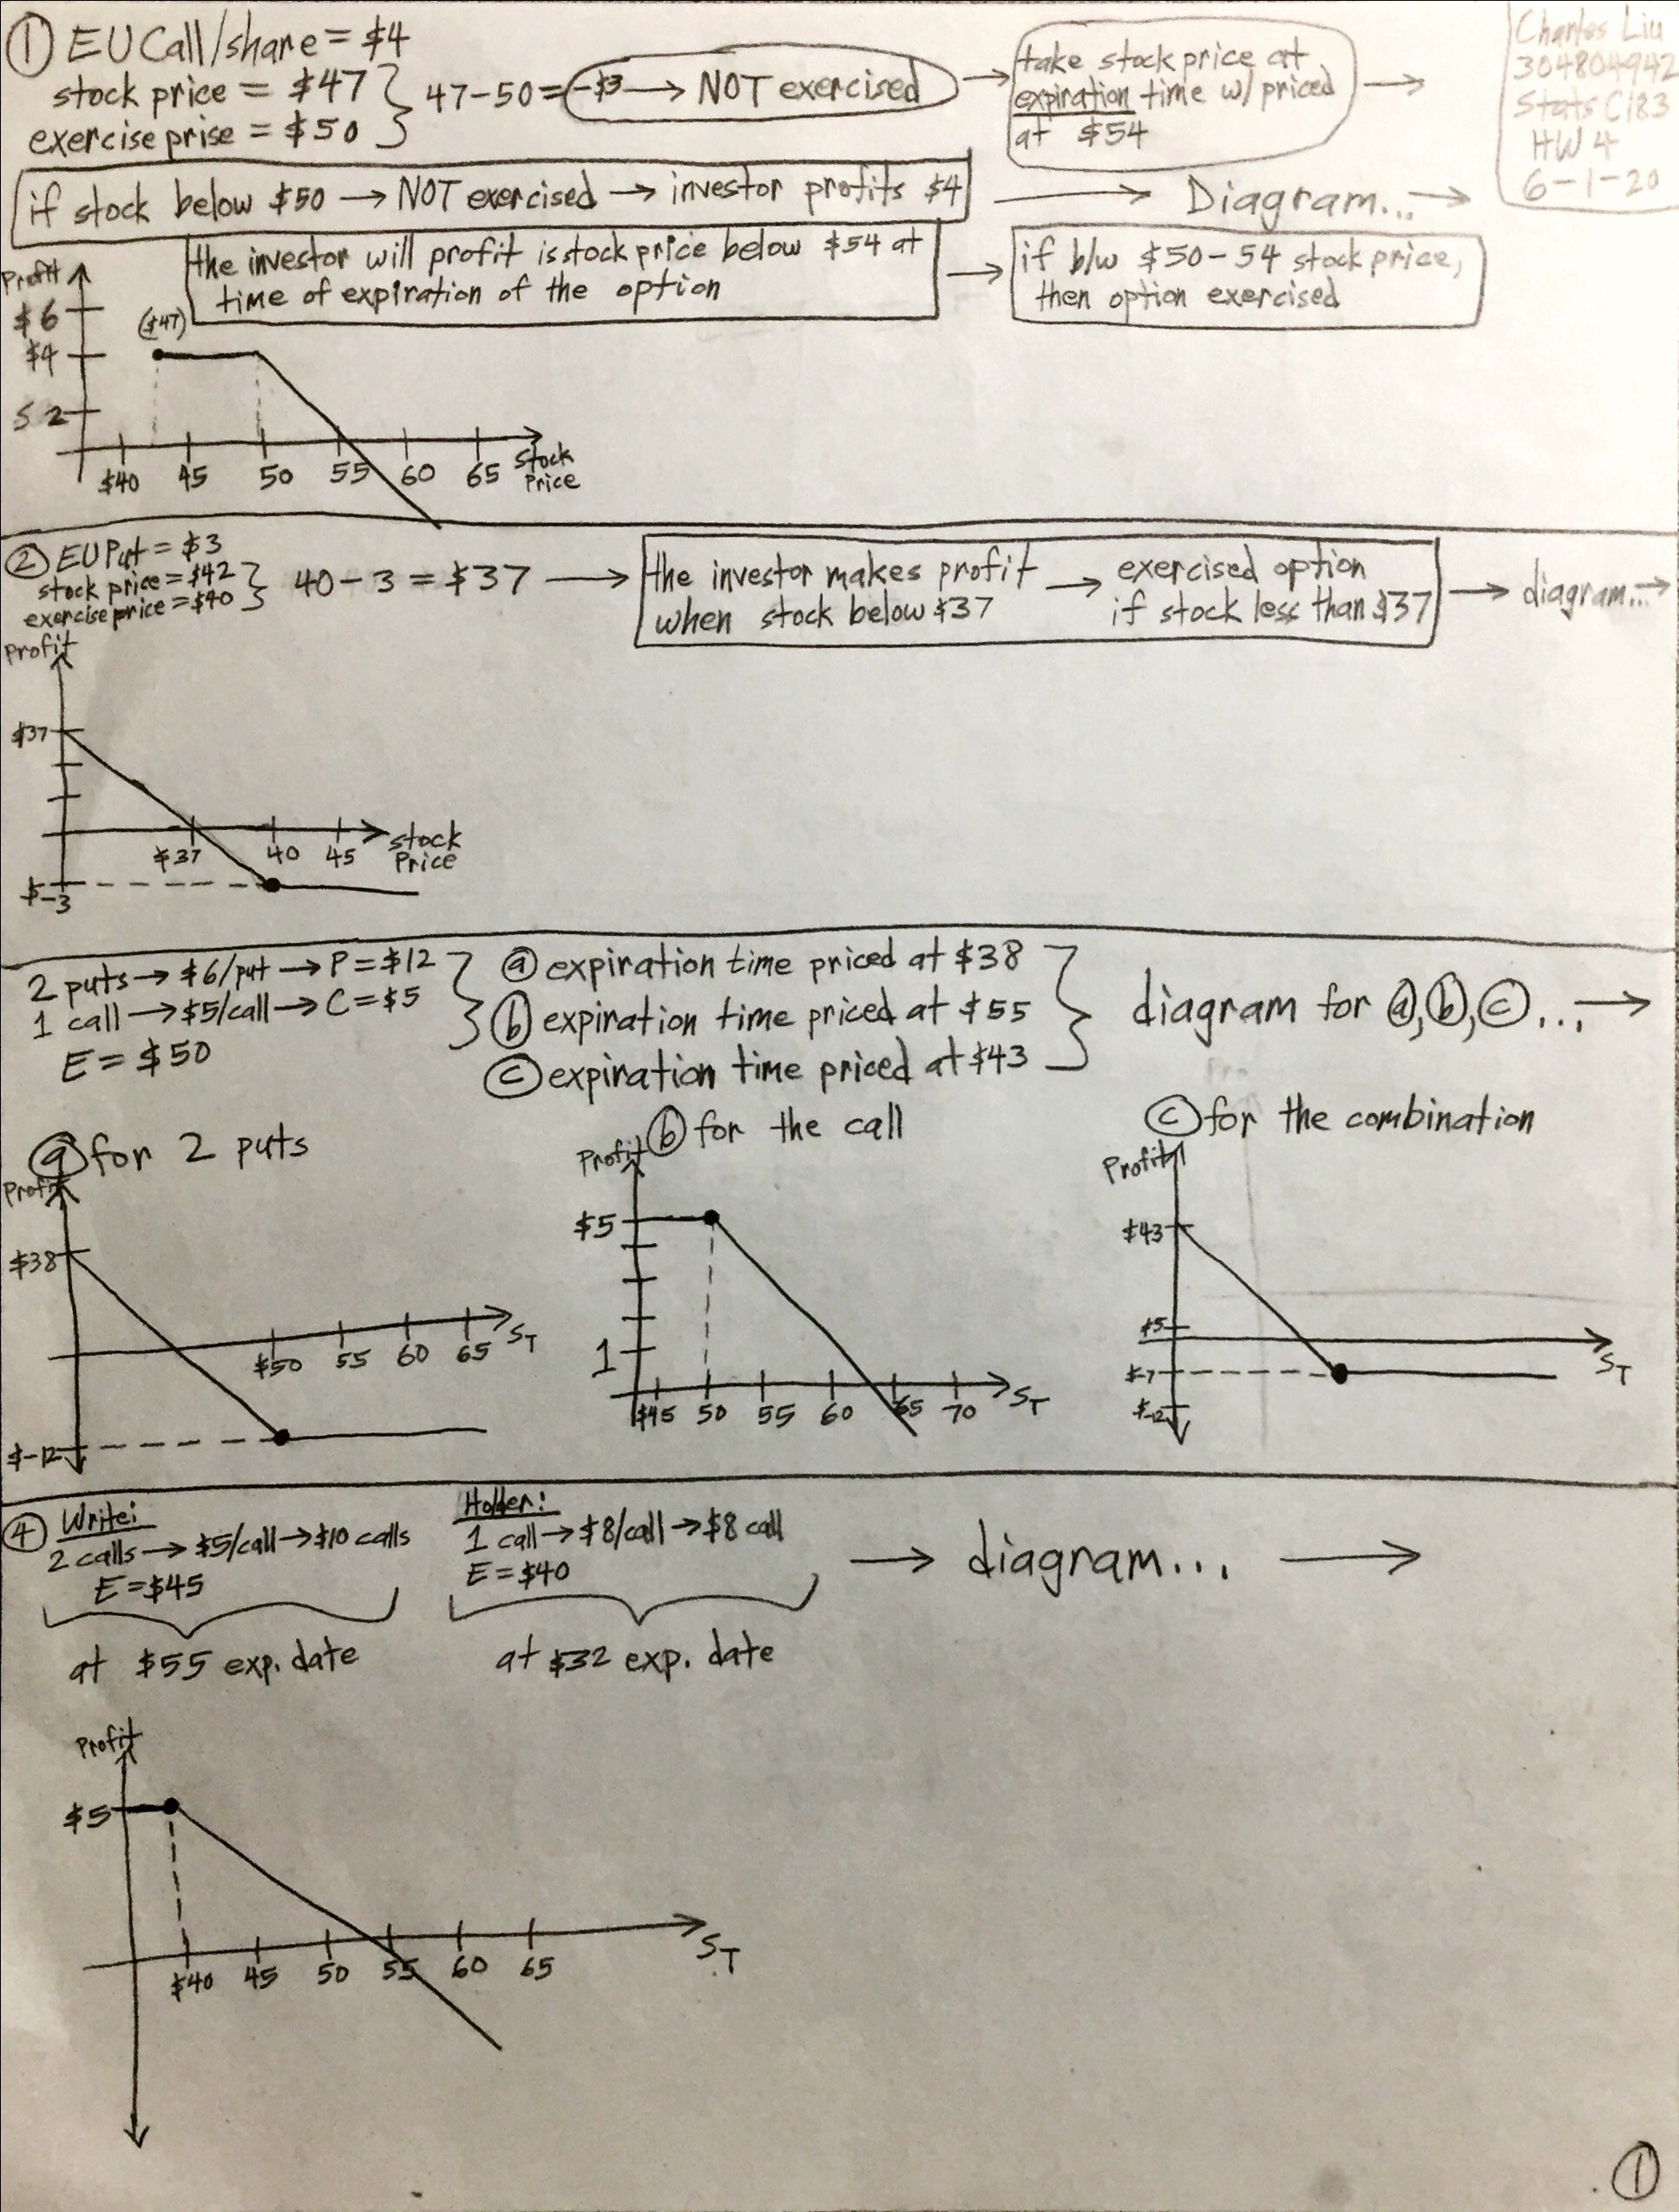 ① EU Call/share = $4
stock price = $47
exercise prise = $50
47-50 = -$3 → NOT exercised →
take stock price at
expiration time w/ priced
at $54
→
Charles Liu
304804942
Stats C183
HW 4
6-1-20
if stock below $50 → NOT exercised → investor profits $4
→ Diagram... →
the investor will profit is stock price below $54 at
time of expiration of the option
→ if b/w $50-54 stock price,
then option exercised
Profit
$6
($47)
$4
$2
$40 45 50 55 60 65
Stock
Price
② EU Put = $3
stock price = $42
exercise price = $40
40-3 = $37 →
the investor makes profit
when stock below $37
→ exercised option
if stock less than $37
→ diagram... →
Profit
$37
$37 40 45
stock
Price
$-3
2 puts → $6/put → P = $12
1 call → $5/call → C = $5
E = $50
ⓐ expiration time priced at $38
ⓑ expiration time priced at $55
ⓒ expiration time priced at $43
diagram for ⓐ,ⓑ,ⓒ... →
ⓐ for 2 puts
Profit
$38
$50 55 60 65 ST
$-12
ⓑ for the call
Profit
$5
1
$45 50 55 60 65 70 ST
ⓒ for the combination
Profit
$43
$5
ST
$-7
$-12
④ Write:
2 calls → $5/call → $10 calls
E = $45
at $55 exp. date
Holder:
1 call → $8/call → $8 call
E = $40
at $32 exp. date
→ diagram... →
Profit
$5
$40 45 50 55 60 65 ST
①